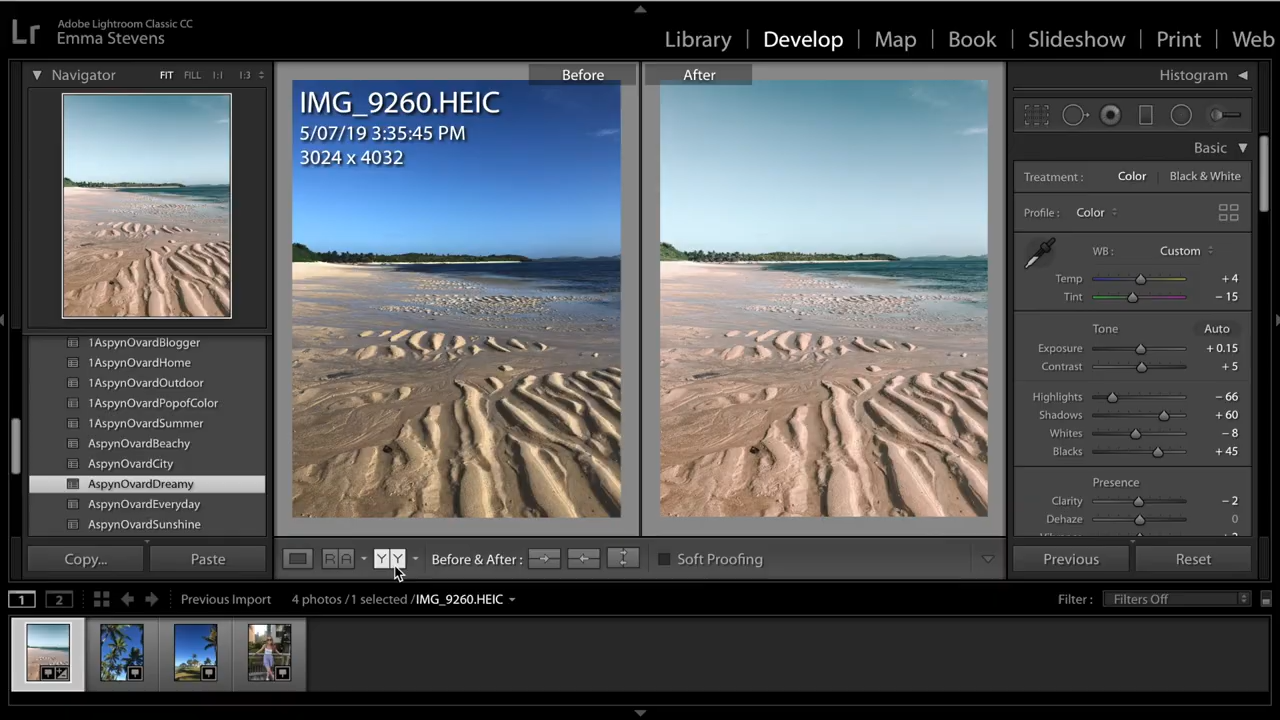 Lr
Adobe Lightroom Classic CC
Emma Stevens
Library | Develop | Map | Book | Slideshow | Print | Web
Navigator FIT FILL 1:1 1:3
1AspynOvardBlogger
1AspynOvardHome
1AspynOvardOutdoor
1AspynOvardPopofColor
1AspynOvardSummer
AspynOvardBeachy
AspynOvardCity
AspynOvardDreamy
AspynOvardEveryday
AspynOvardSunshine
Copy... Paste
Before After
IMG_9260.HEIC
5/07/19 3:35:45 PM
3024 x 4032
R A Y Y Before & After : Soft Proofing
Histogram
Basic
Treatment : Color | Black & White
Profile : Color
WB : Custom
Temp + 4
Tint – 15
Tone Auto
Exposure + 0.15
Contrast + 5
Highlights – 66
Shadows + 60
Whites – 8
Blacks + 45
Presence
Clarity – 2
Dehaze 0
Previous Reset
1 2 Previous Import 4 photos / 1 selected / IMG_9260.HEIC Filter : Filters Off